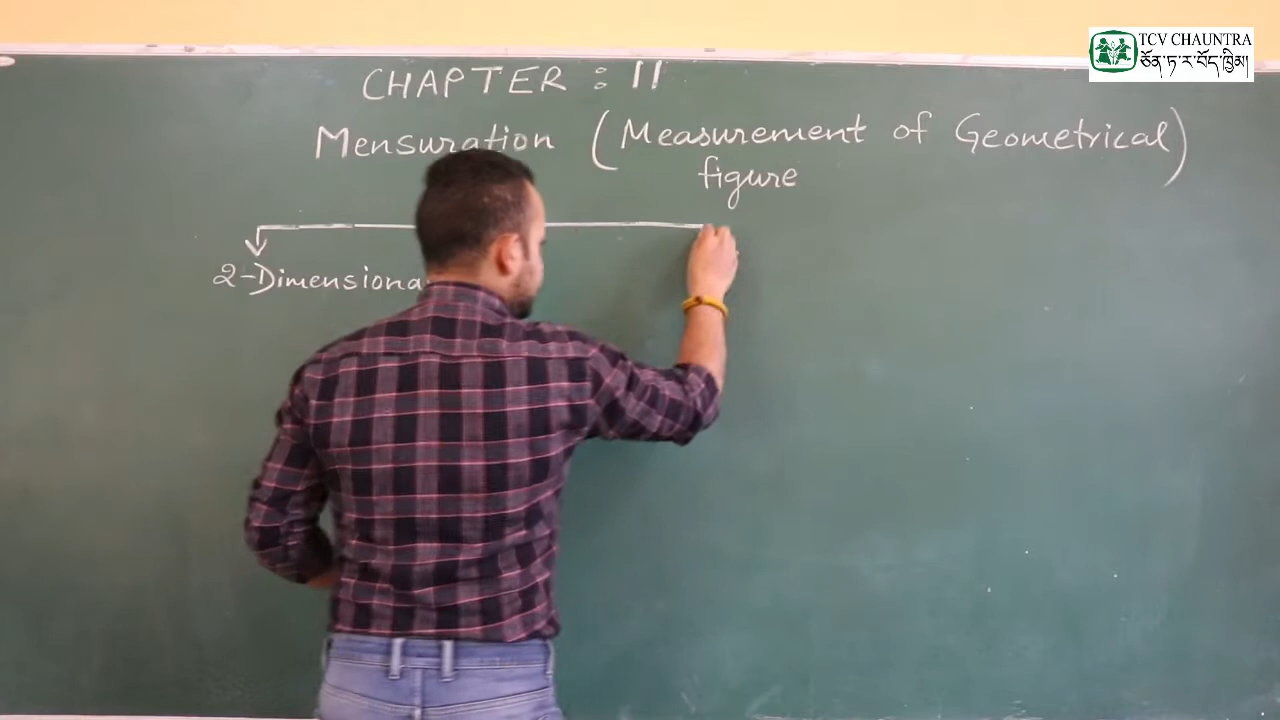 TCV CHAUNTRA
ཅོན་ཏ་ར་བོད་ཁྱིམ།
CHAPTER : 11
Mensuration (Measurement of Geometrical)
figure
2-Dimensiona